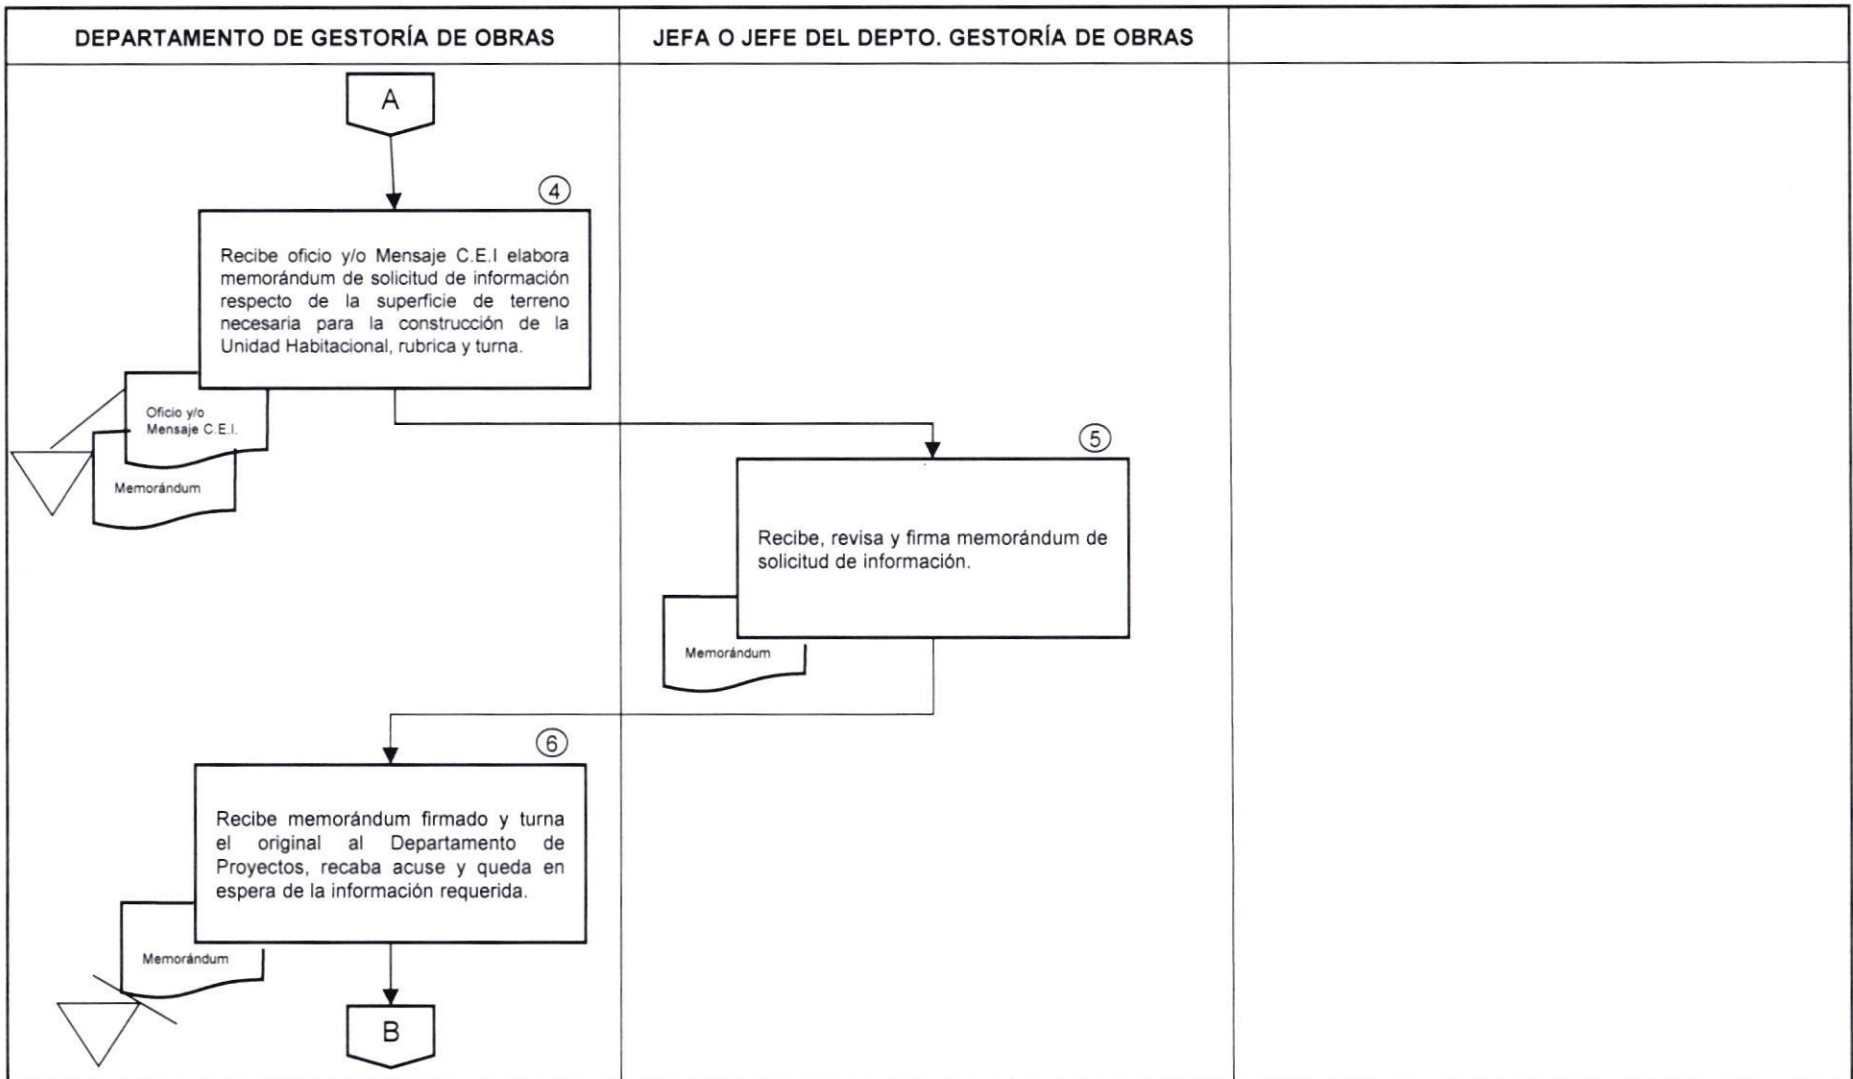 DEPARTAMENTO DE GESTORÍA DE OBRAS
JEFA O JEFE DEL DEPTO. GESTORÍA DE OBRAS
A
4
Recibe oficio y/o Mensaje C.E.I elabora
memorándum de solicitud de información
respecto de la superficie de terreno
necesaria para la construcción de la
Unidad Habitacional, rubrica y turna.
Oficio y/o
Mensaje C.E.I.
Memorándum
5
Recibe, revisa y firma memorándum de
solicitud de información.
Memorándum
6
Recibe memorándum firmado y turna
el original al Departamento de
Proyectos, recaba acuse y queda en
espera de la información requerida.
Memorándum
B